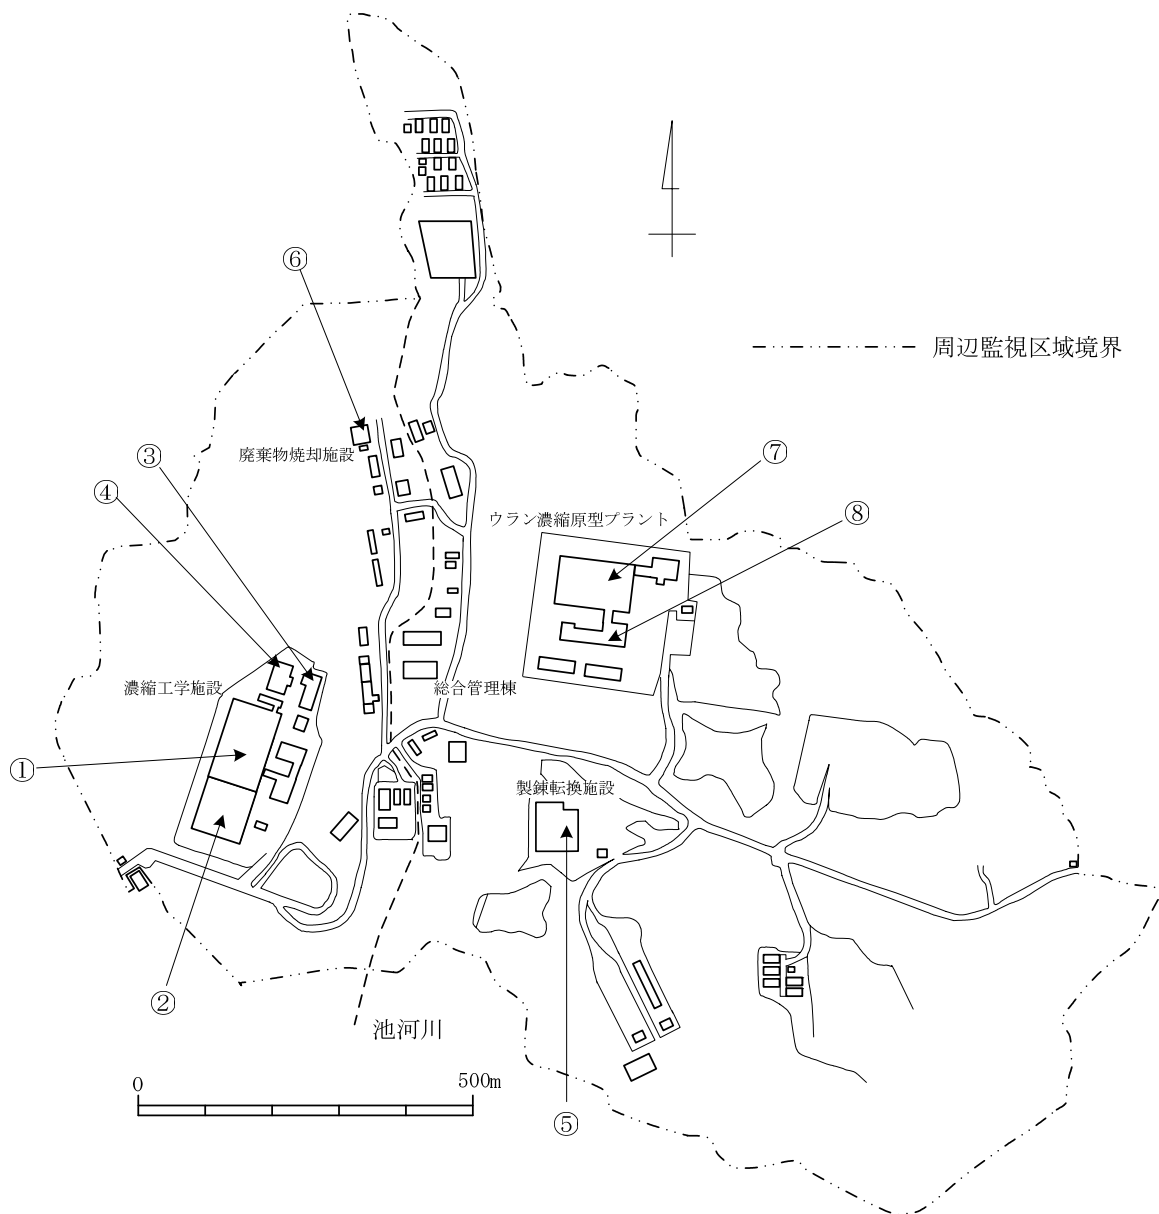 ⑥
周辺監視区域境界
③
廃棄物焼却施設
⑦
④
ウラン濃縮原型プラント
⑧
濃縮工学施設
総合管理棟
①
製錬転換施設
②
池河川
0
500m
⑤